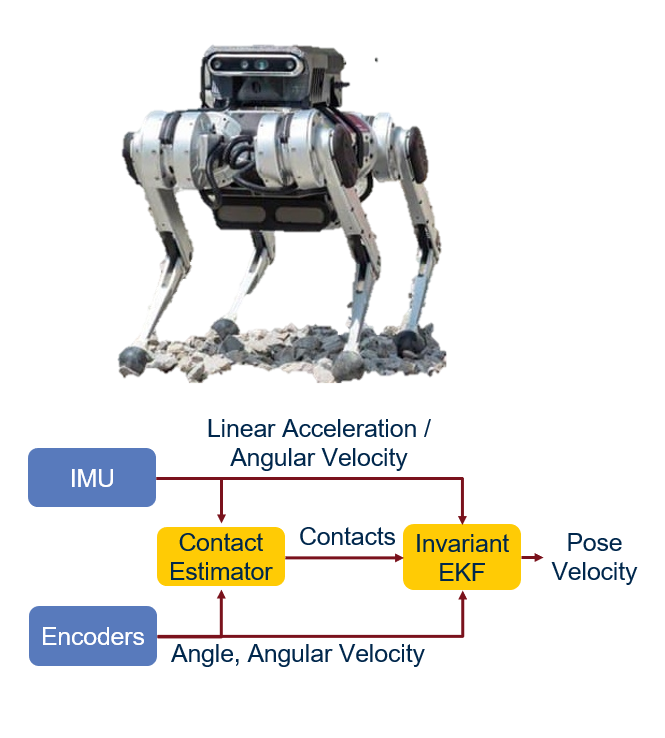 Linear Acceleration /
Angular Velocity
IMU
Contact
Estimator
Contacts
Invariant
EKF
Pose
Velocity
Encoders
Angle, Angular Velocity